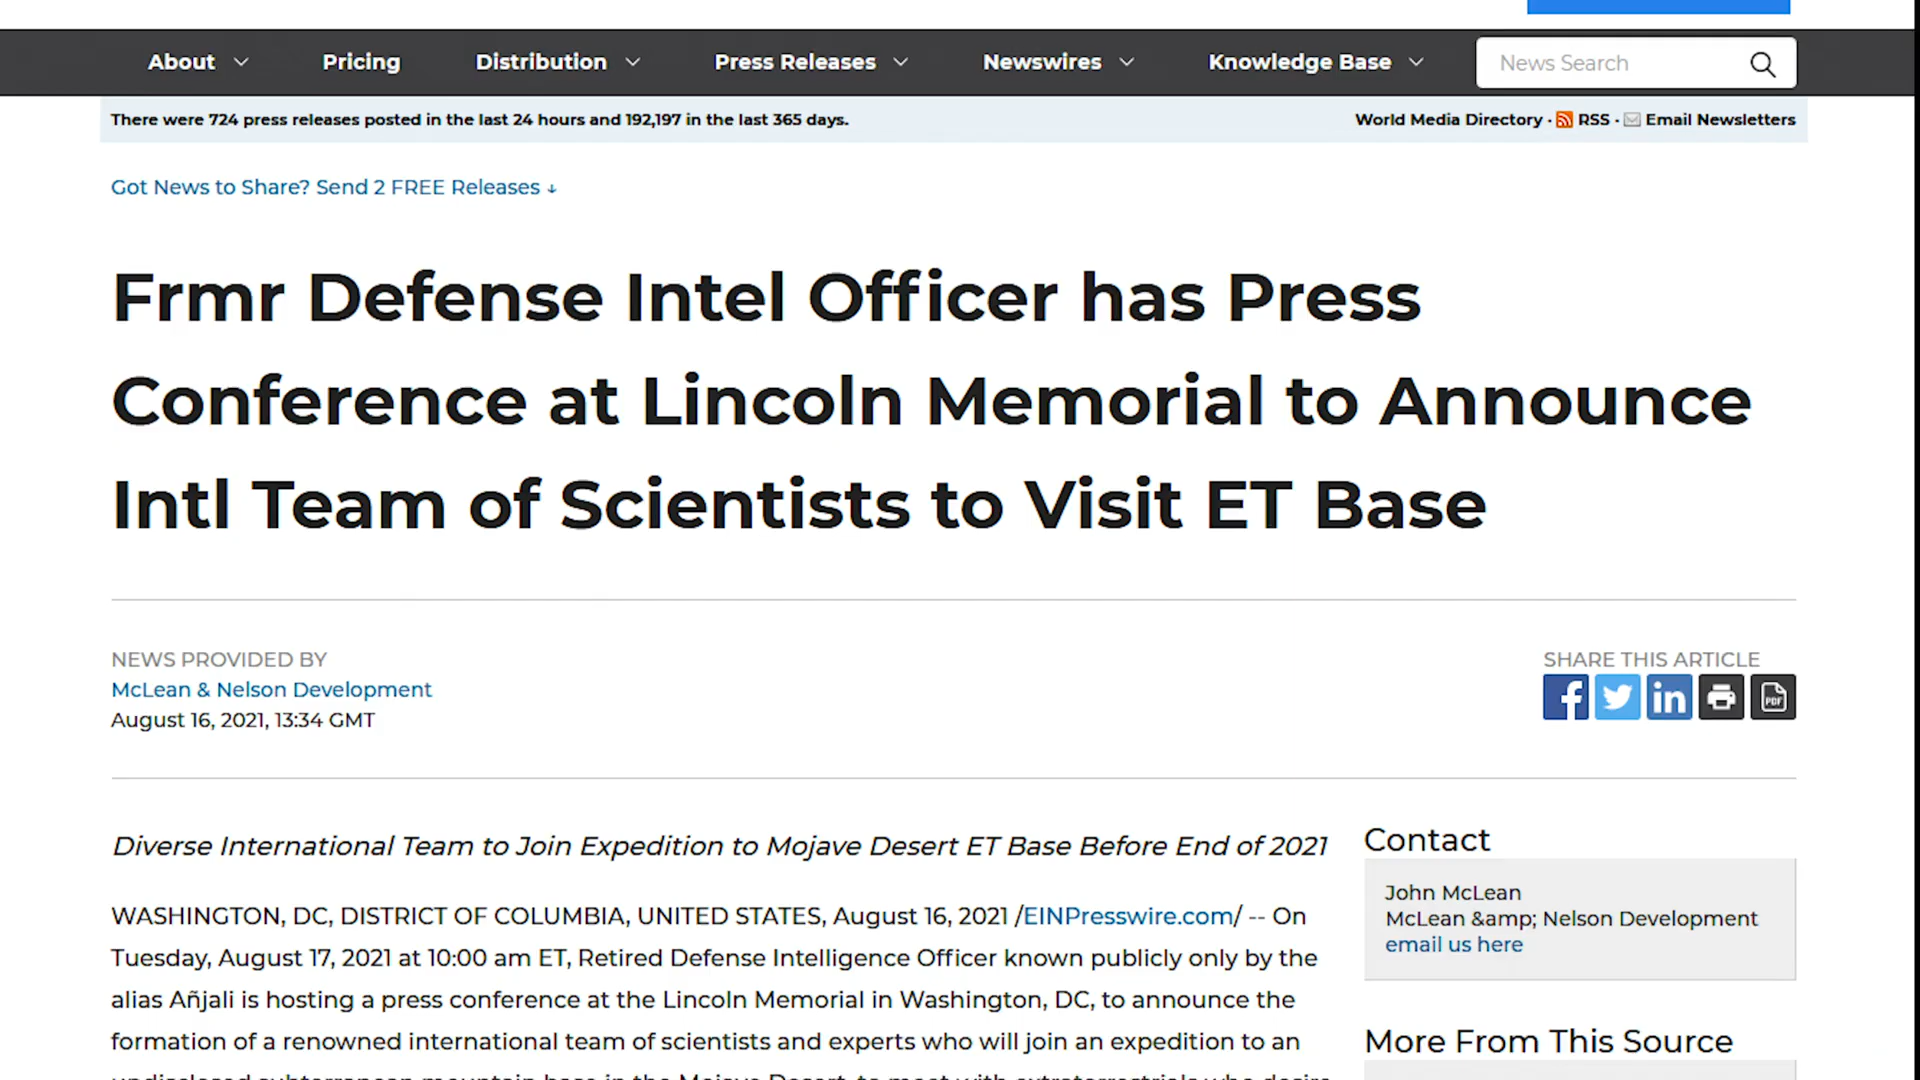 About
Pricing
Distribution
Press Releases
Newswires
Knowledge Base
News Search
There were 724 press releases posted in the last 24 hours and 192,197 in the last 365 days.
World Media Directory · RSS · Email Newsletters
Got News to Share? Send 2 FREE Releases ↓
Frmr Defense Intel Officer has Press
Conference at Lincoln Memorial to Announce
Intl Team of Scientists to Visit ET Base
NEWS PROVIDED BY
McLean & Nelson Development
August 16, 2021, 13:34 GMT
SHARE THIS ARTICLE
PDF
Diverse International Team to Join Expedition to Mojave Desert ET Base Before End of 2021
WASHINGTON, DC, DISTRICT OF COLUMBIA, UNITED STATES, August 16, 2021 /EINPresswire.com/ -- On
Tuesday, August 17, 2021 at 10:00 am ET, Retired Defense Intelligence Officer known publicly only by the
alias Añjali is hosting a press conference at the Lincoln Memorial in Washington, DC, to announce the
formation of a renowned international team of scientists and experts who will join an expedition to an
undisclosed subterranean mountain base in the Mojave Desert, to meet with extraterrestrials who desire
Contact
John McLean
McLean &amp; Nelson Development
email us here
More From This Source